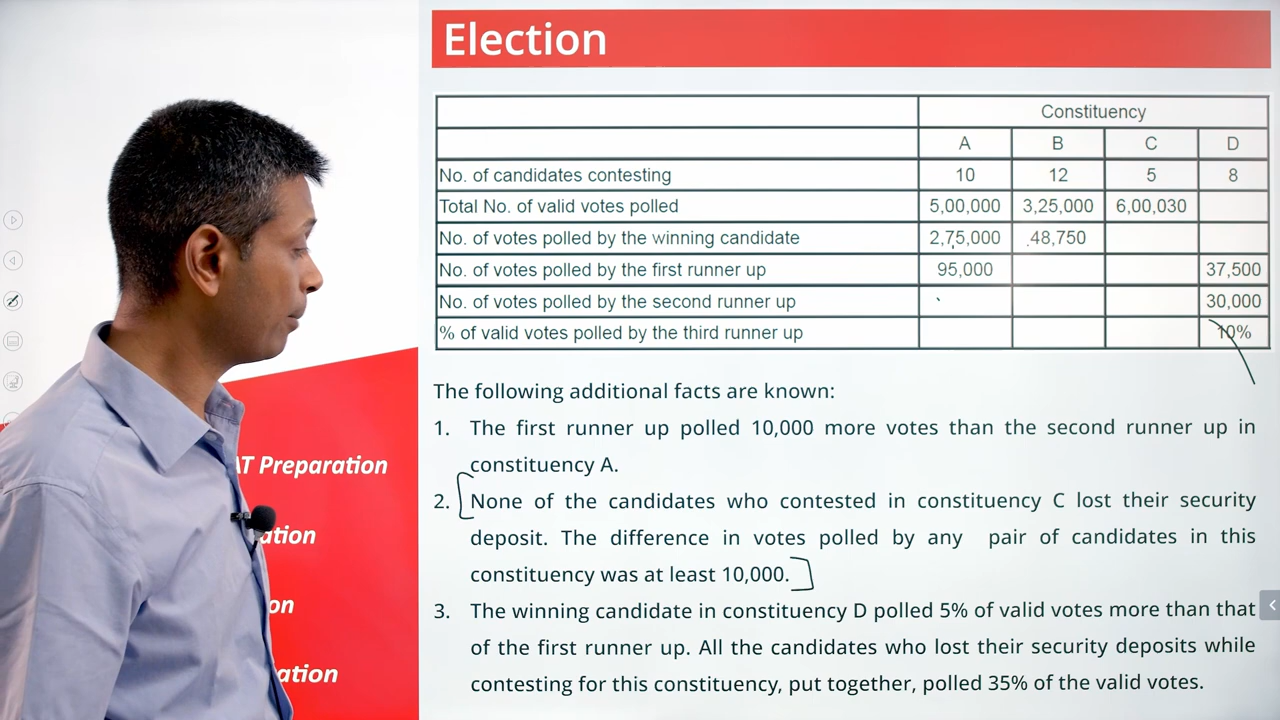 Election
Constituency
A B C D
No. of candidates contesting 10 12 5 8
Total No. of valid votes polled 5,00,000 3,25,000 6,00,030
No. of votes polled by the winning candidate 2,75,000 48,750
No. of votes polled by the first runner up 95,000 37,500
No. of votes polled by the second runner up 30,000
% of valid votes polled by the third runner up 10%
The following additional facts are known:
1. The first runner up polled 10,000 more votes than the second runner up in
constituency A.
2. None of the candidates who contested in constituency C lost their security
deposit. The difference in votes polled by any pair of candidates in this
constituency was at least 10,000.
3. The winning candidate in constituency D polled 5% of valid votes more than that
of the first runner up. All the candidates who lost their security deposits while
contesting for this constituency, put together, polled 35% of the valid votes.
AT Preparation
ation
on
ation